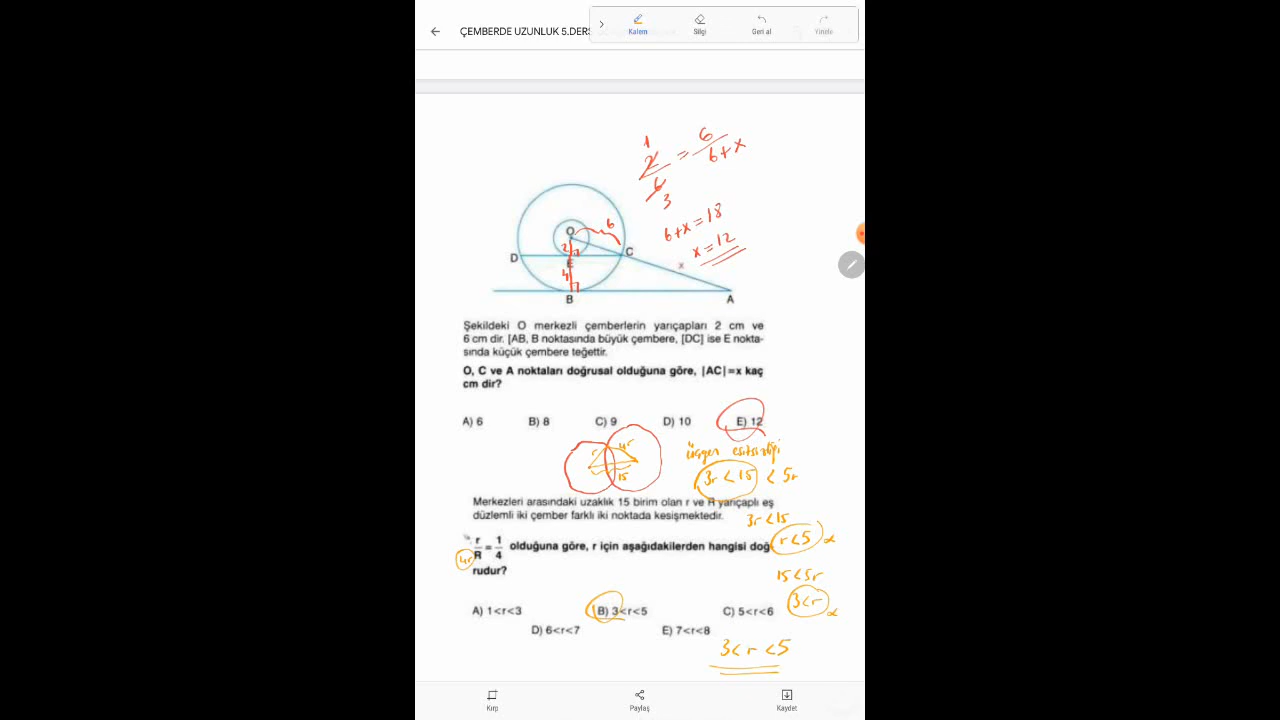 ÇEMBERDE UZUNLUK 5.DERS
Kalem
Silgi
Geri al
Yinele
1
2/6 = 6/6+x
3
6+x=18
x=12
O
6
2
D
E
C
4
x
B
A
Şekildeki O merkezli çemberlerin yarıçapları 2 cm ve
6 cm dir. [AB, B noktasında büyük çembere, [DC] ise E nokta-
sında küçük çembere teğettir.
O, C ve A noktaları doğrusal olduğuna göre, |AC|=x kaç
cm dir?
A) 6 B) 8 C) 9 D) 10 E) 12
r 4r
15
üçgen eşitsizliği
3r < 15 < 5r
Merkezleri arasındaki uzaklık 15 birim olan r ve R yarıçaplı eş
düzlemli iki çember farklı iki noktada kesişmektedir.
3r < 15
r < 5
r/R = 1/4 olduğuna göre, r için aşağıdakilerden hangisi doğ
4r
rudur?
15 < 5r
3 < r
A) 1<r<3 B) 3<r<5 C) 5<r<6
D) 6<r<7 E) 7<r<8
3 < r < 5
Kırp
Paylaş
Kaydet